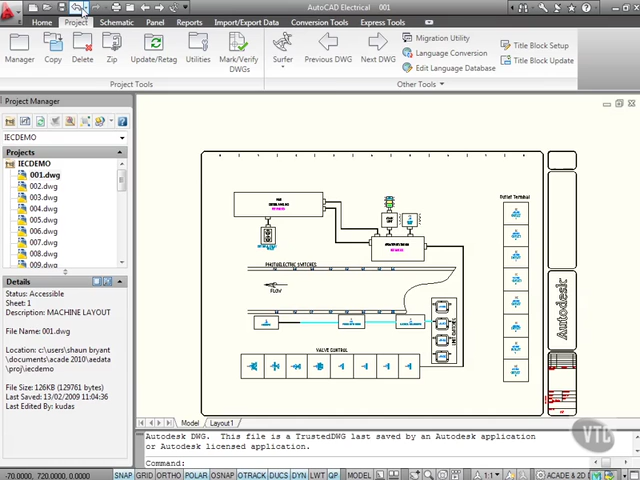 AutoCAD Electrical 001
Home Project Schematic Panel Reports Import/Export Data Conversion Tools Express Tools
Manager Copy Delete Zip Update/Retag Utilities Mark/Verify DWGs Surfer Previous DWG Next DWG
Migration Utility
Language Conversion
Edit Language Database
Title Block Setup
Title Block Update
Project Tools Other Tools
Project Manager
IECDEMO
Projects
IECDEMO
001.dwg
002.dwg
003.dwg
004.dwg
005.dwg
006.dwg
007.dwg
008.dwg
009.dwg
Details
Status: Accessible
Sheet: 1
Description: MACHINE LAYOUT
File Name: 001.dwg
Location: c:\users\shaun bryant
\documents\acade 2010\aedata
\proj\iecdemo
File Size: 126KB (129761 bytes)
Last Saved: 13/02/2009 11:04:36
Last Edited By: kudas
Outlet Terminal
PHOTOELECTRIC SWITCHES
FLOW
VALVE CONTROL
Autodesk
Model Layout1
Autodesk DWG. This file is a TrustedDWG last saved by an Autodesk application
or Autodesk licensed application.
Command:
VTC
-70.0000, 720.0000, 0.0000 SNAP GRID ORTHO POLAR OSNAP OTRACK DUCS DYN LWT QP MODEL 1:1 ACADE & 2D